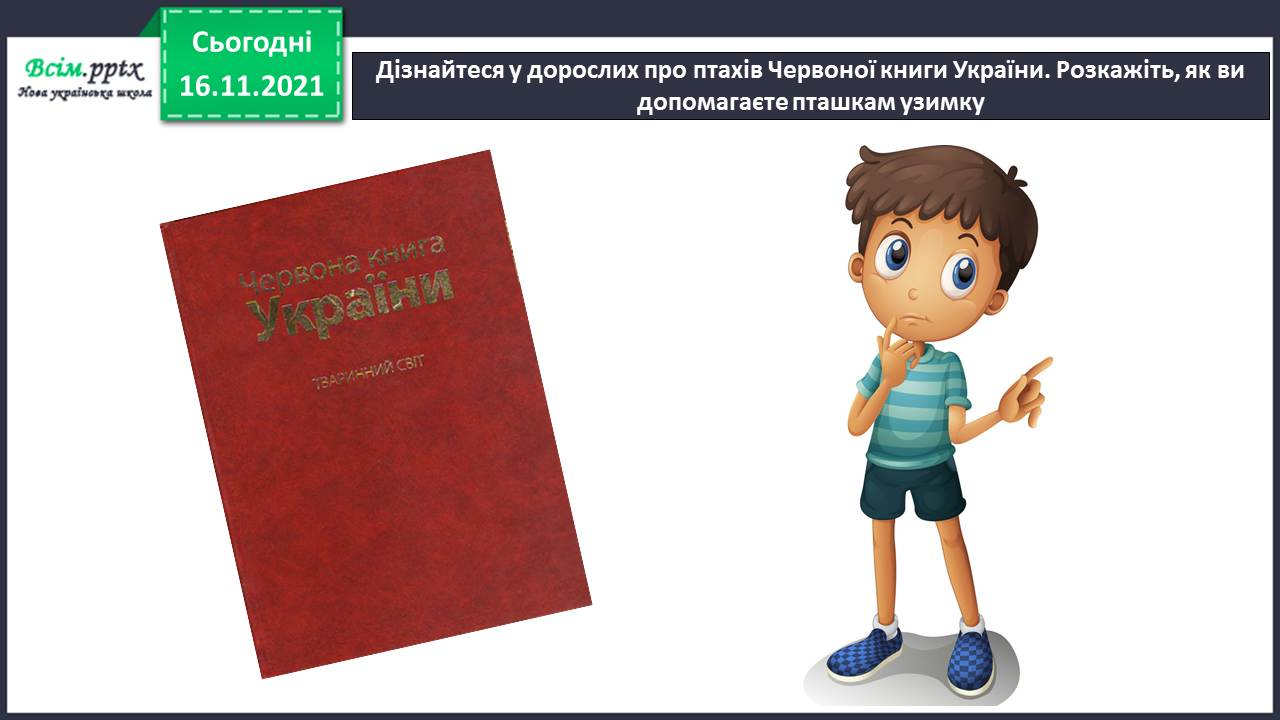 Всім.pptx
Нова українська школа
Сьогодні
16.11.2021
Дізнайтеся у дорослих про птахів Червоної книги України. Розкажіть, як ви
допомагаєте пташкам узимку
Червона книга
України
ТВАРИННИЙ СВІТ